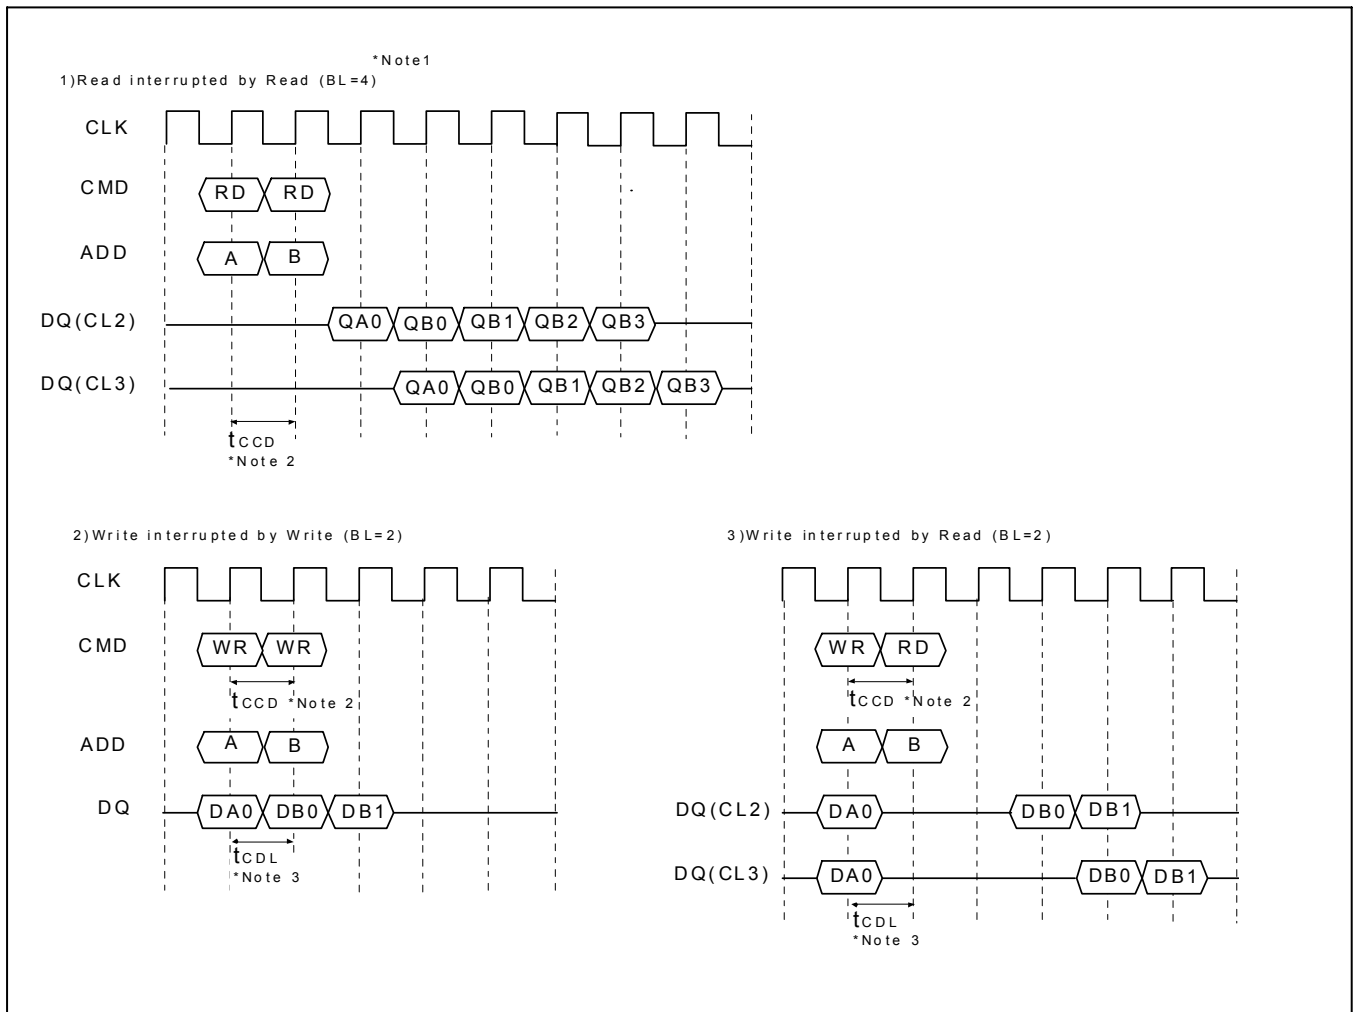 *Note1
1)Read interrupted by Read (BL=4)
CLK
CMD RD RD
ADD A B
DQ(CL2) QA0 QB0 QB1 QB2 QB3
DQ(CL3) QA0 QB0 QB1 QB2 QB3
tCCD
*Note 2
2)Write interrupted by Write (BL=2)
CLK
CMD WR WR
tCCD *Note 2
ADD A B
DQ DA0 DB0 DB1
tCDL
*Note 3
3)Write interrupted by Read (BL=2)
WR RD
tCCD *Note 2
A B
DQ(CL2) DA0 DB0 DB1
DQ(CL3) DA0 DB0 DB1
tCDL
*Note 3